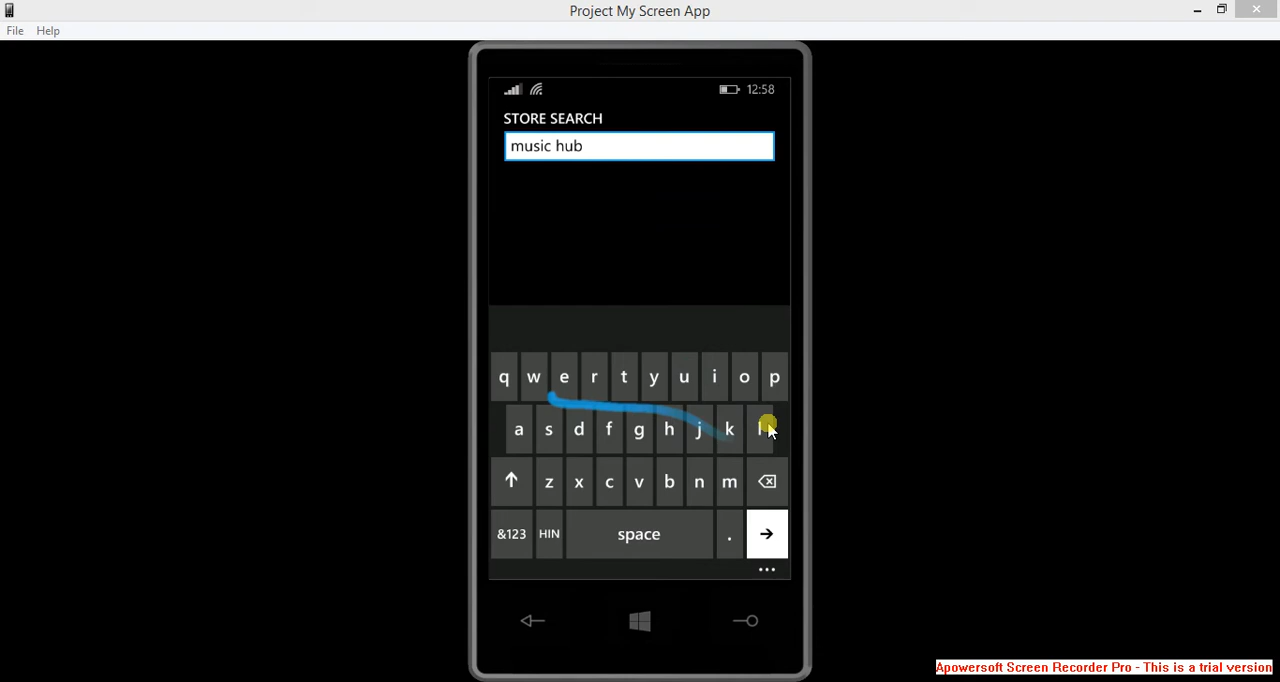 Project My Screen App
File Help
12:58
STORE SEARCH
music hub
q w e r t y u i o p
a s d f g h j k l
z x c v b n m
&123 HIN space .
Apowersoft Screen Recorder Pro - This is a trial version